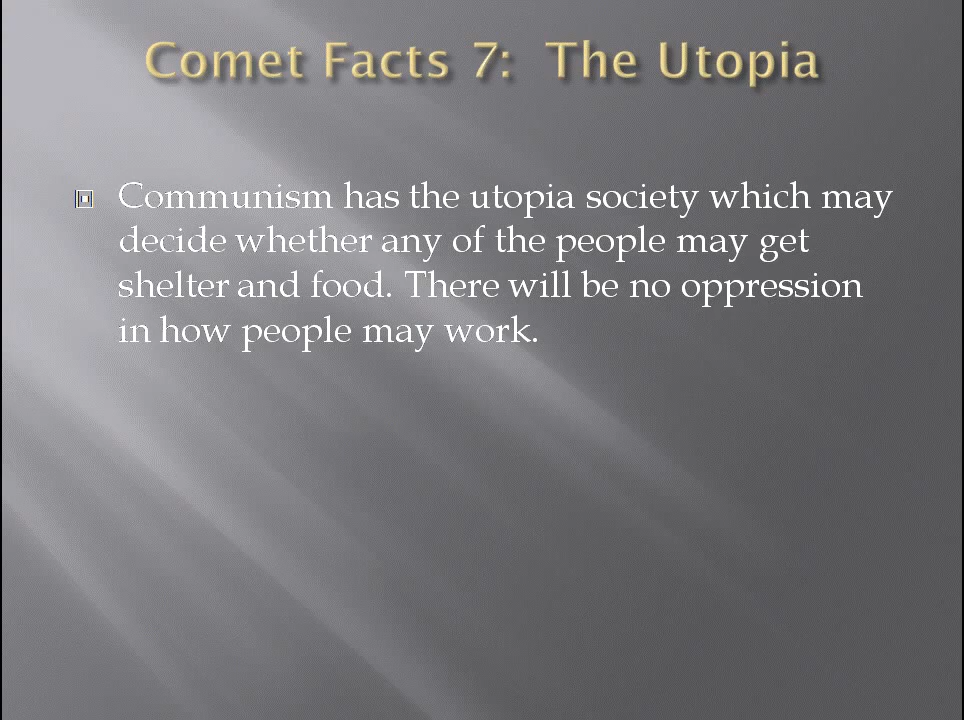 Comet Facts 7: The Utopia
Communism has the utopia society which may
decide whether any of the people may get
shelter and food. There will be no oppression
in how people may work.